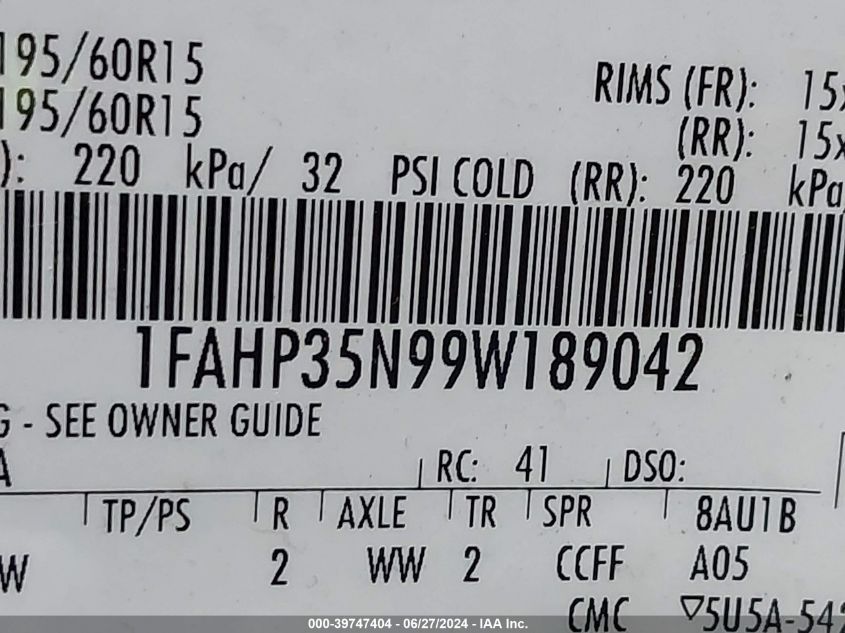 195/60R15
RIMS (FR): 15x
195/60R15
(RR): 15x
): 220 kPa/ 32 PSI COLD (RR): 220 kPa
1FAHP35N99W189042
G - SEE OWNER GUIDE
A RC: 41 DSO:
TP/PS R AXLE TR SPR 8AU1B
W 2 WW 2 CCFF A05
CMC ▽5U5A-542
000-39747404 - 06/27/2024 - IAA Inc.